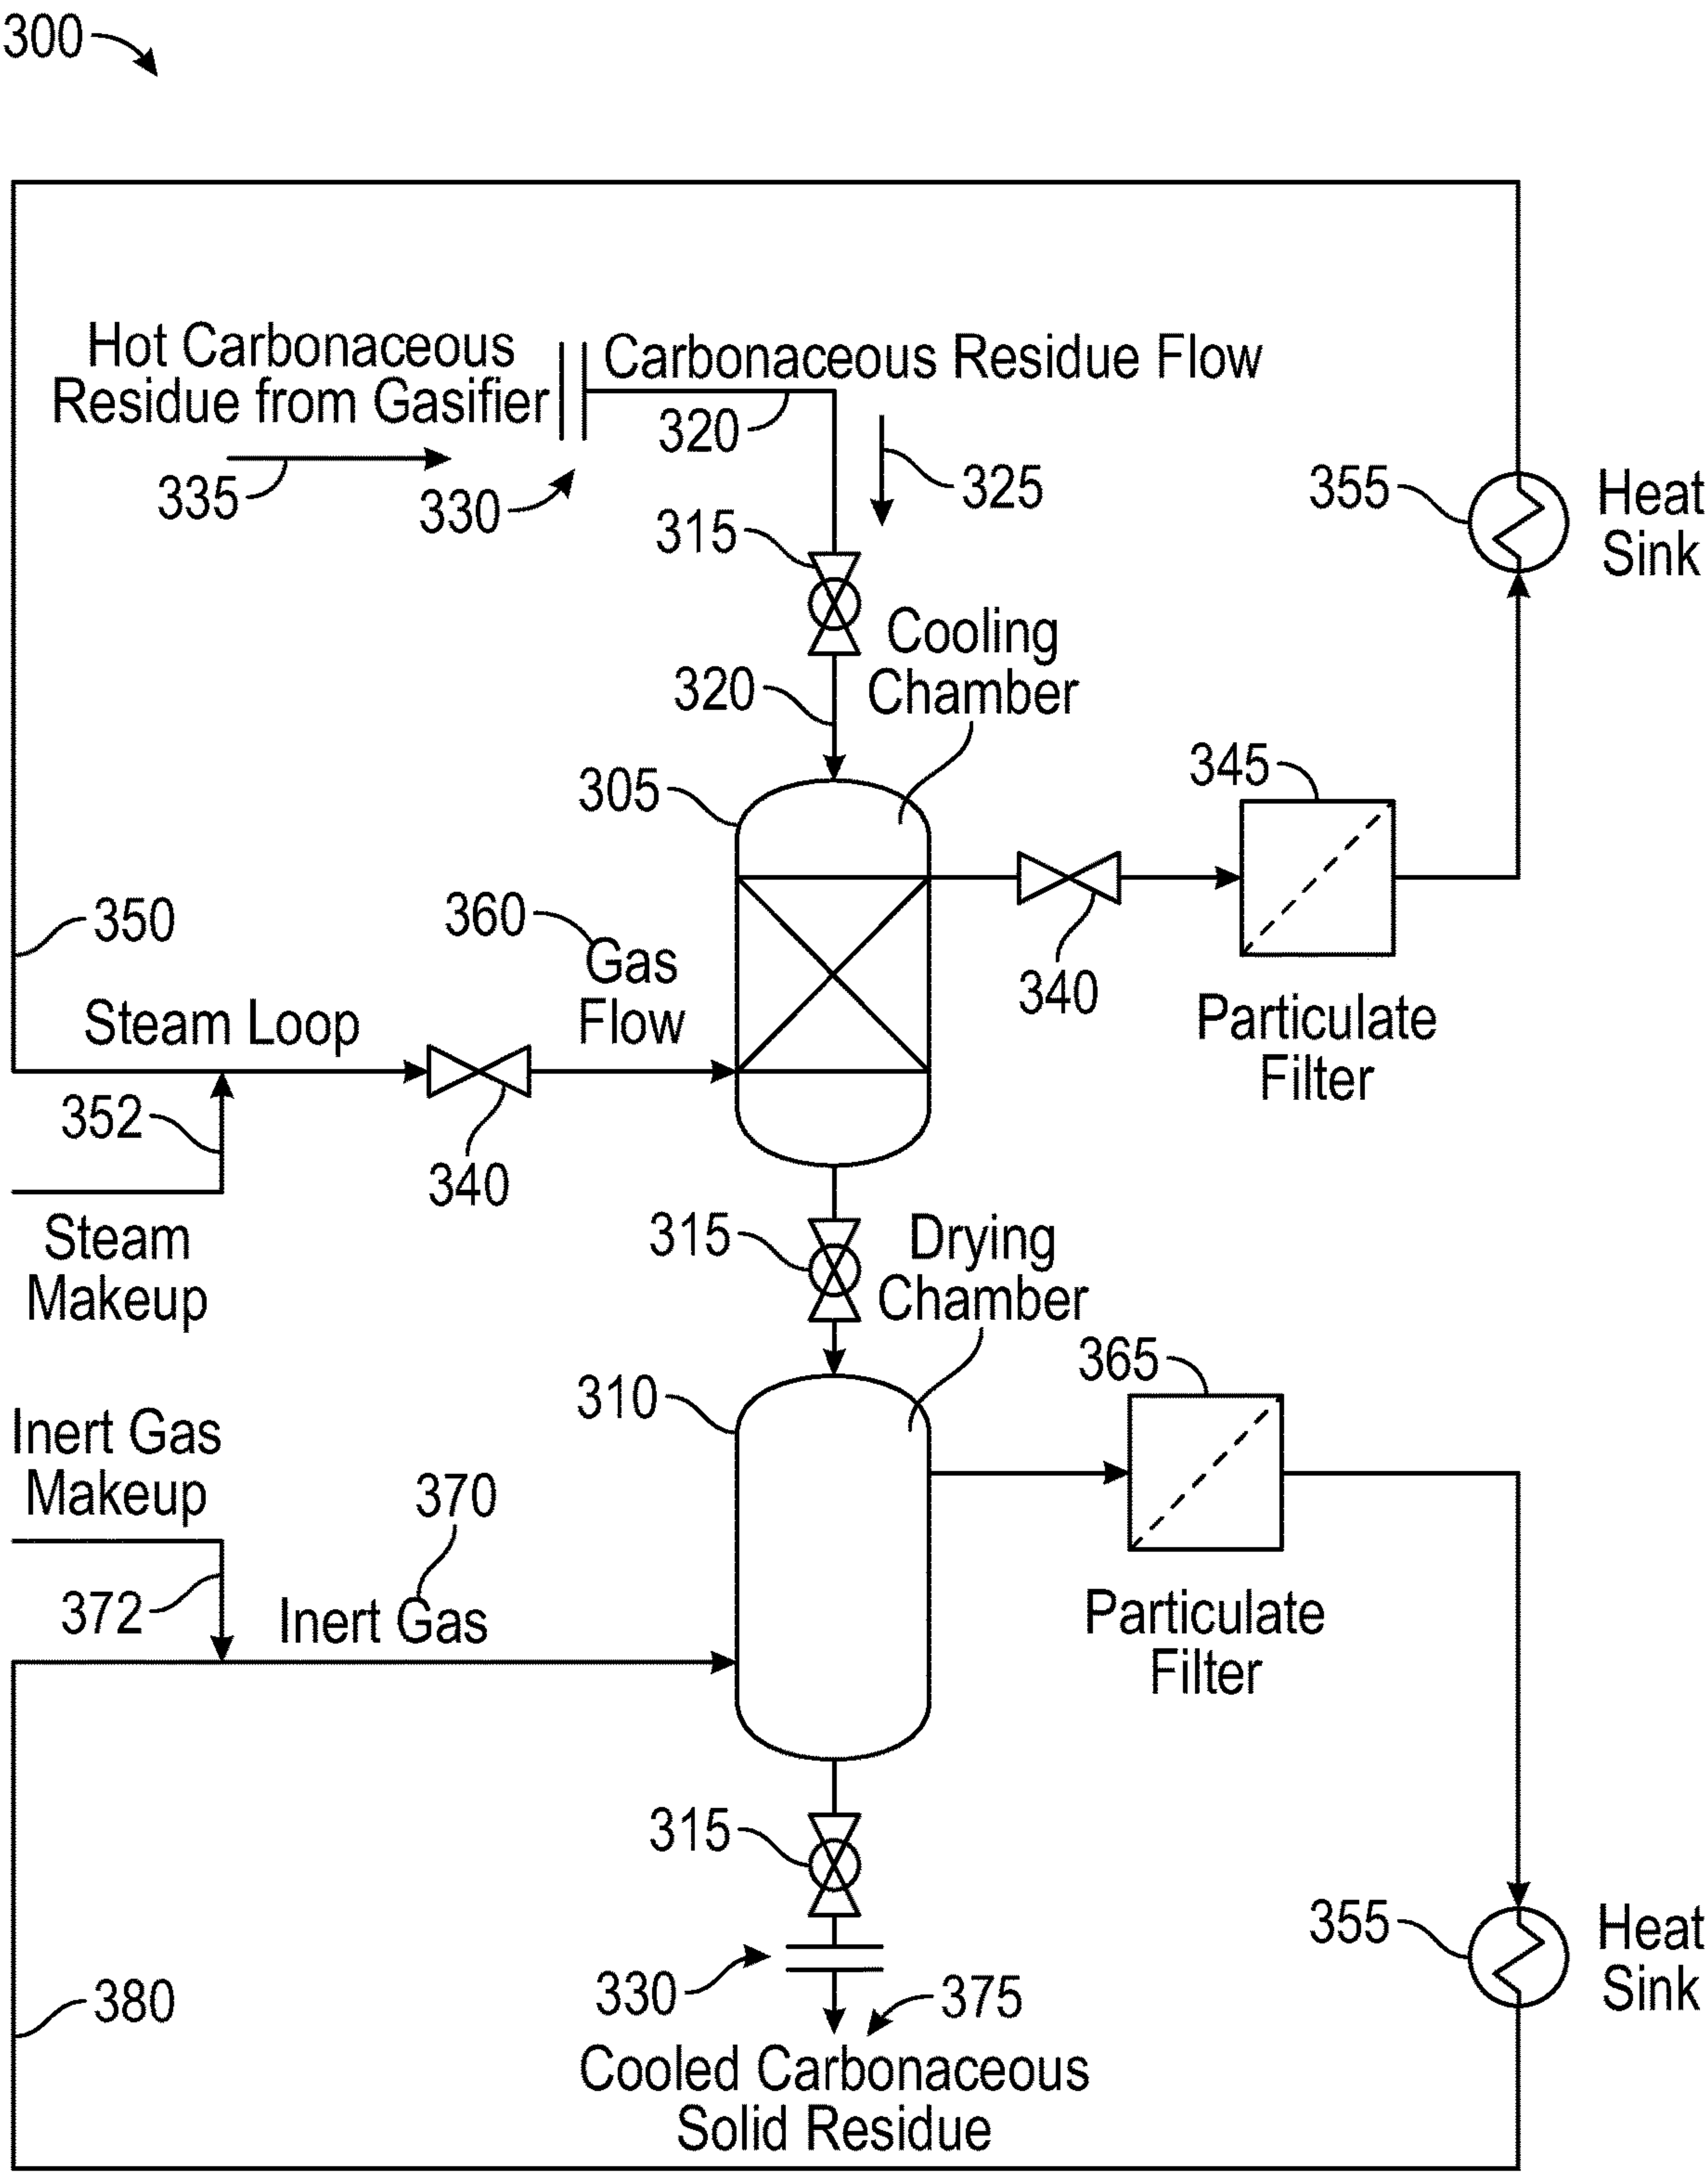 300
Hot Carbonaceous
Residue from Gasifier
335
330
Carbonaceous Residue Flow
320
325
315
355
Heat
Sink
Cooling
Chamber
320
305
345
350
360
Gas
Flow
340
Particulate
Filter
Steam Loop
352
340
Steam
Makeup
315
Drying
Chamber
310
365
Inert Gas
Makeup
370
372
Inert Gas
Particulate
Filter
315
355
Heat
Sink
330
375
380
Cooled Carbonaceous
Solid Residue